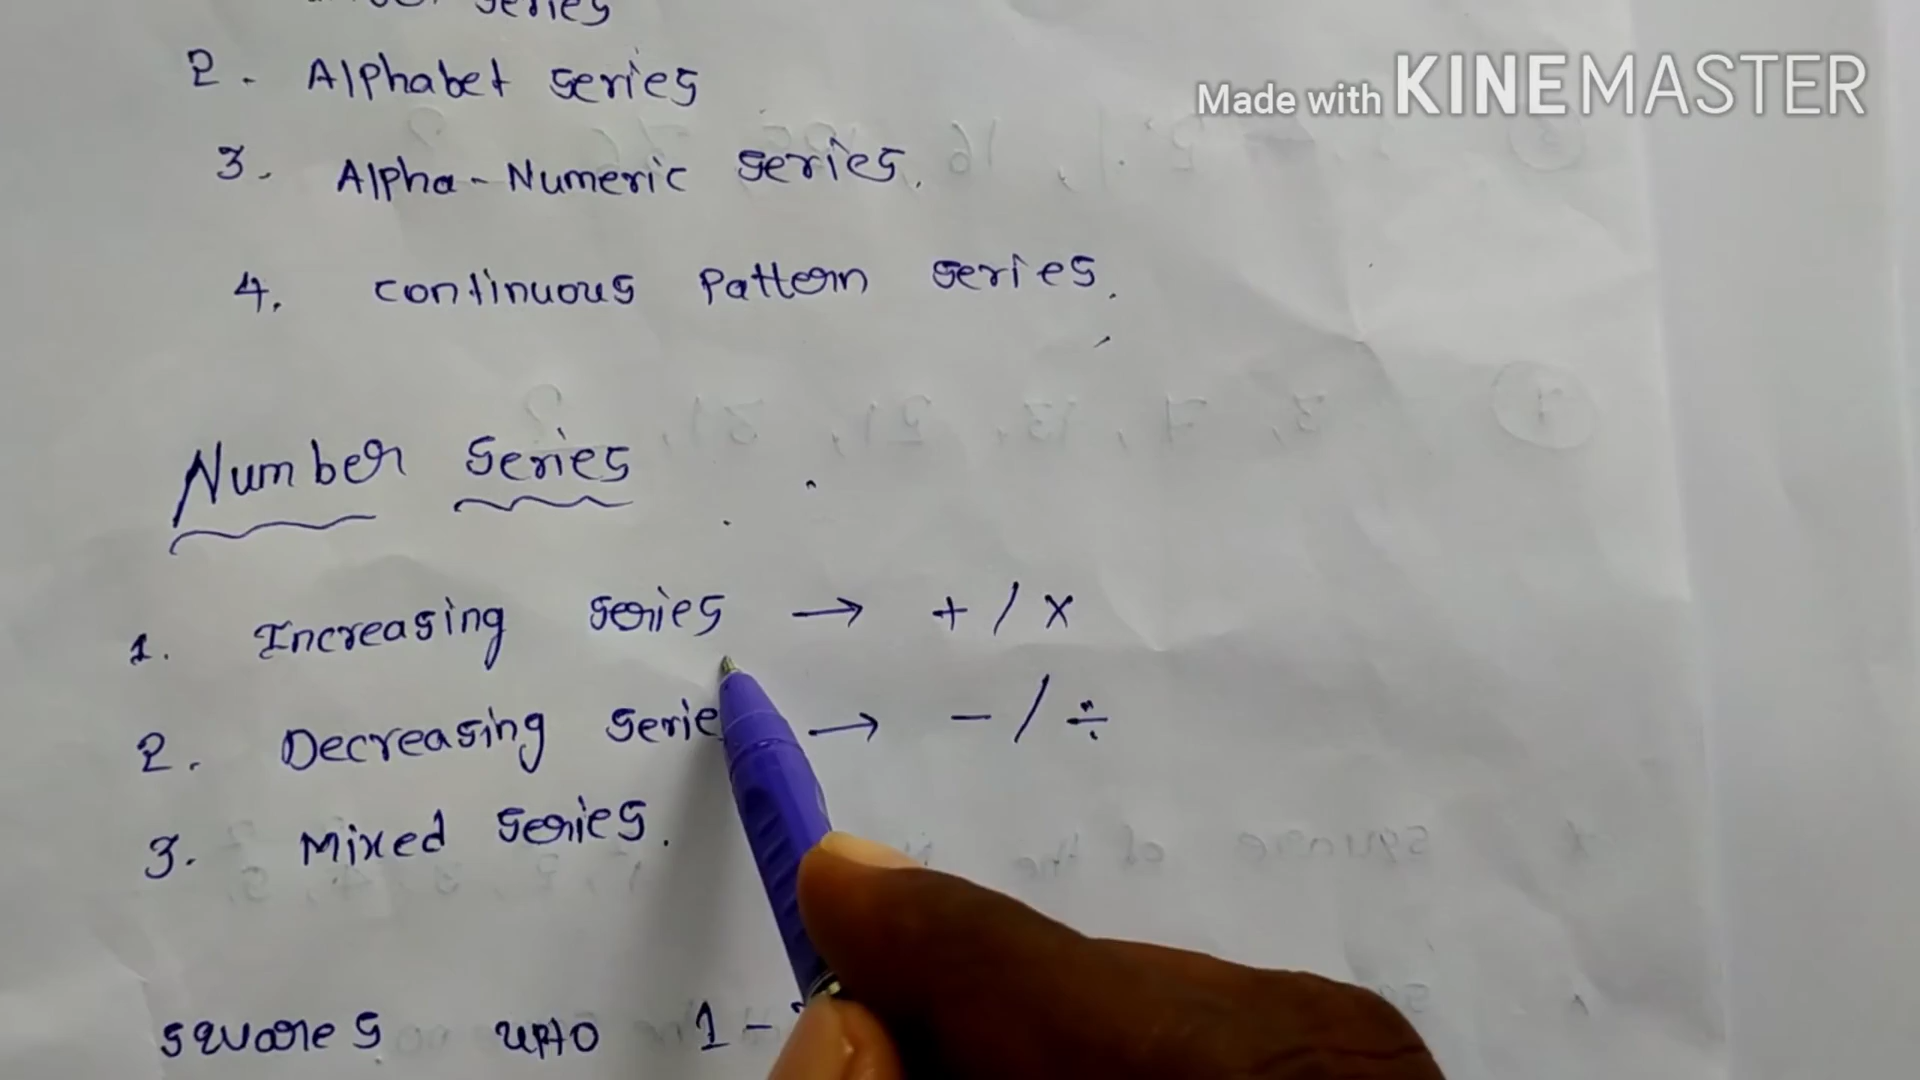 series
2. Alphabet series
Made with KINEMASTER
3. Alpha-Numeric series.
4. continuous Pattern series.
Number series
1. Increasing series → + / ×
2. Decreasing serie → - / ÷
3. Mixed series.
squares upto 1 -